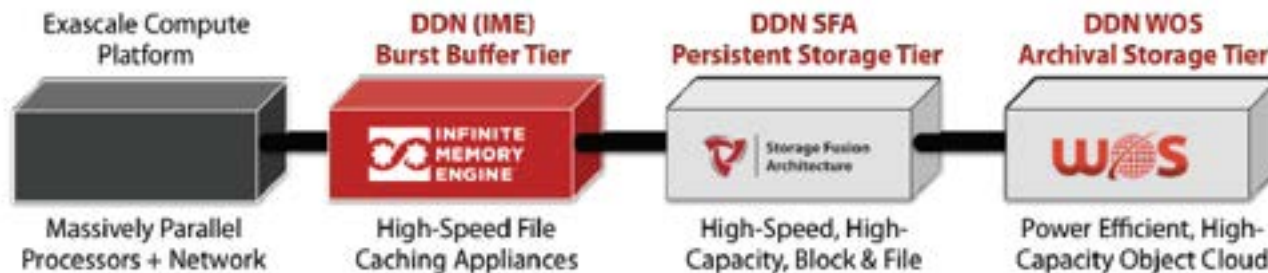 Exascale Compute
Platform
DDN (IME)
Burst Buffer Tier
DDN SFA
Persistent Storage Tier
DDN WOS
Archival Storage Tier
INFINITE
MEMORY
ENGINE
Storage Fusion
Architecture
WOS
Massively Parallel
Processors + Network
High-Speed File
Caching Appliances
High-Speed, High-
Capacity, Block & File
Power Efficient, High-
Capacity Object Cloud